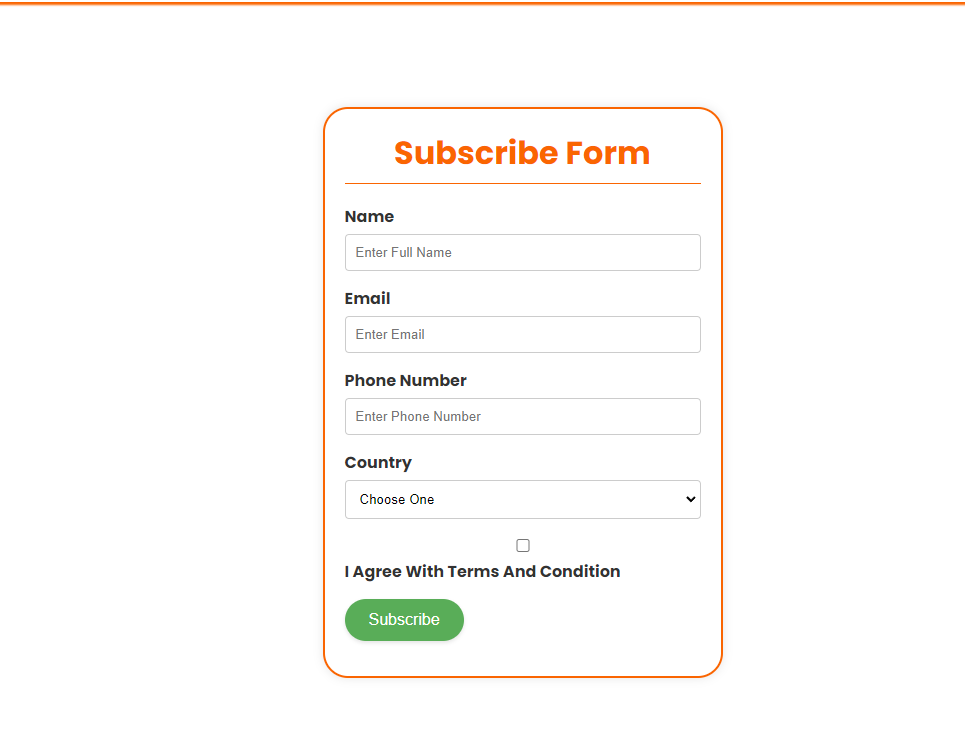 Subscribe Form
Name
Enter Full Name
Email
Enter Email
Phone Number
Enter Phone Number
Country
Choose One
I Agree With Terms And Condition
Subscribe